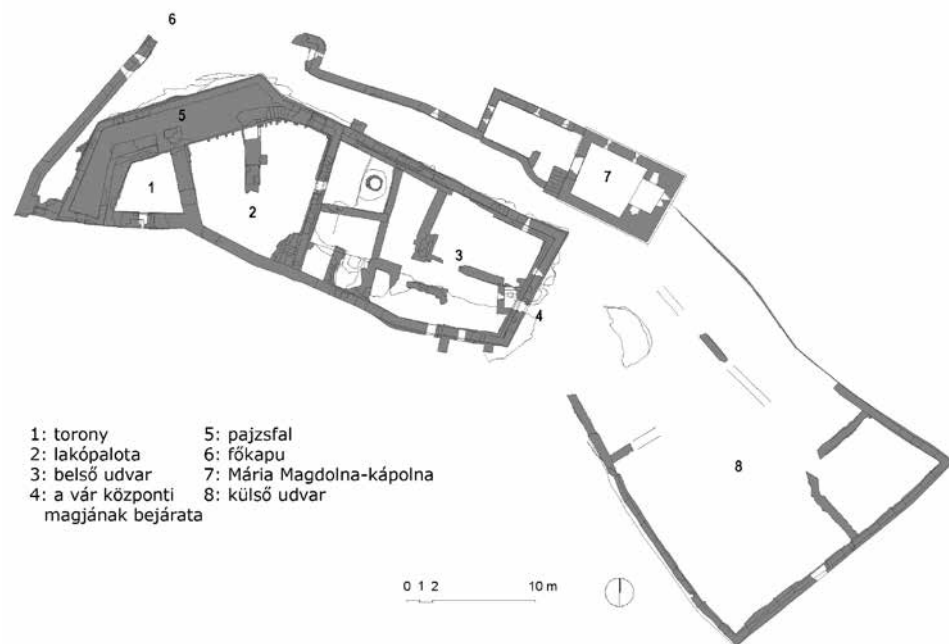 6
5
1
2
7
3
4
8
1: torony
2: lakópalota
3: belső udvar
4: a vár központi
magjának bejárata
5: pajzsfal
6: főkapu
7: Mária Magdolna-kápolna
8: külső udvar
0 1 2 10 m